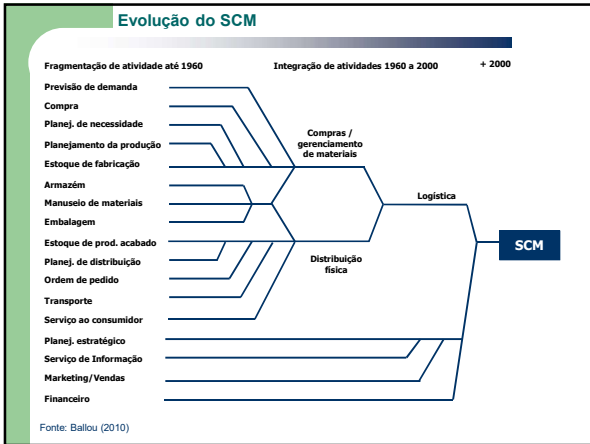 Evolução do SCM
Fragmentação de atividade até 1960
Integração de atividades 1960 a 2000
+ 2000
Previsão de demanda
Compra
Planej. de necessidade
Planejamento da produção
Estoque de fabricação
Armazém
Manuseio de materiais
Embalagem
Estoque de prod. acabado
Planej. de distribuição
Ordem de pedido
Transporte
Serviço ao consumidor
Planej. estratégico
Serviço de Informação
Marketing/Vendas
Financeiro
Compras /
gerenciamento
de materiais
Distribuição
física
Logística
SCM
Fonte: Ballou (2010)